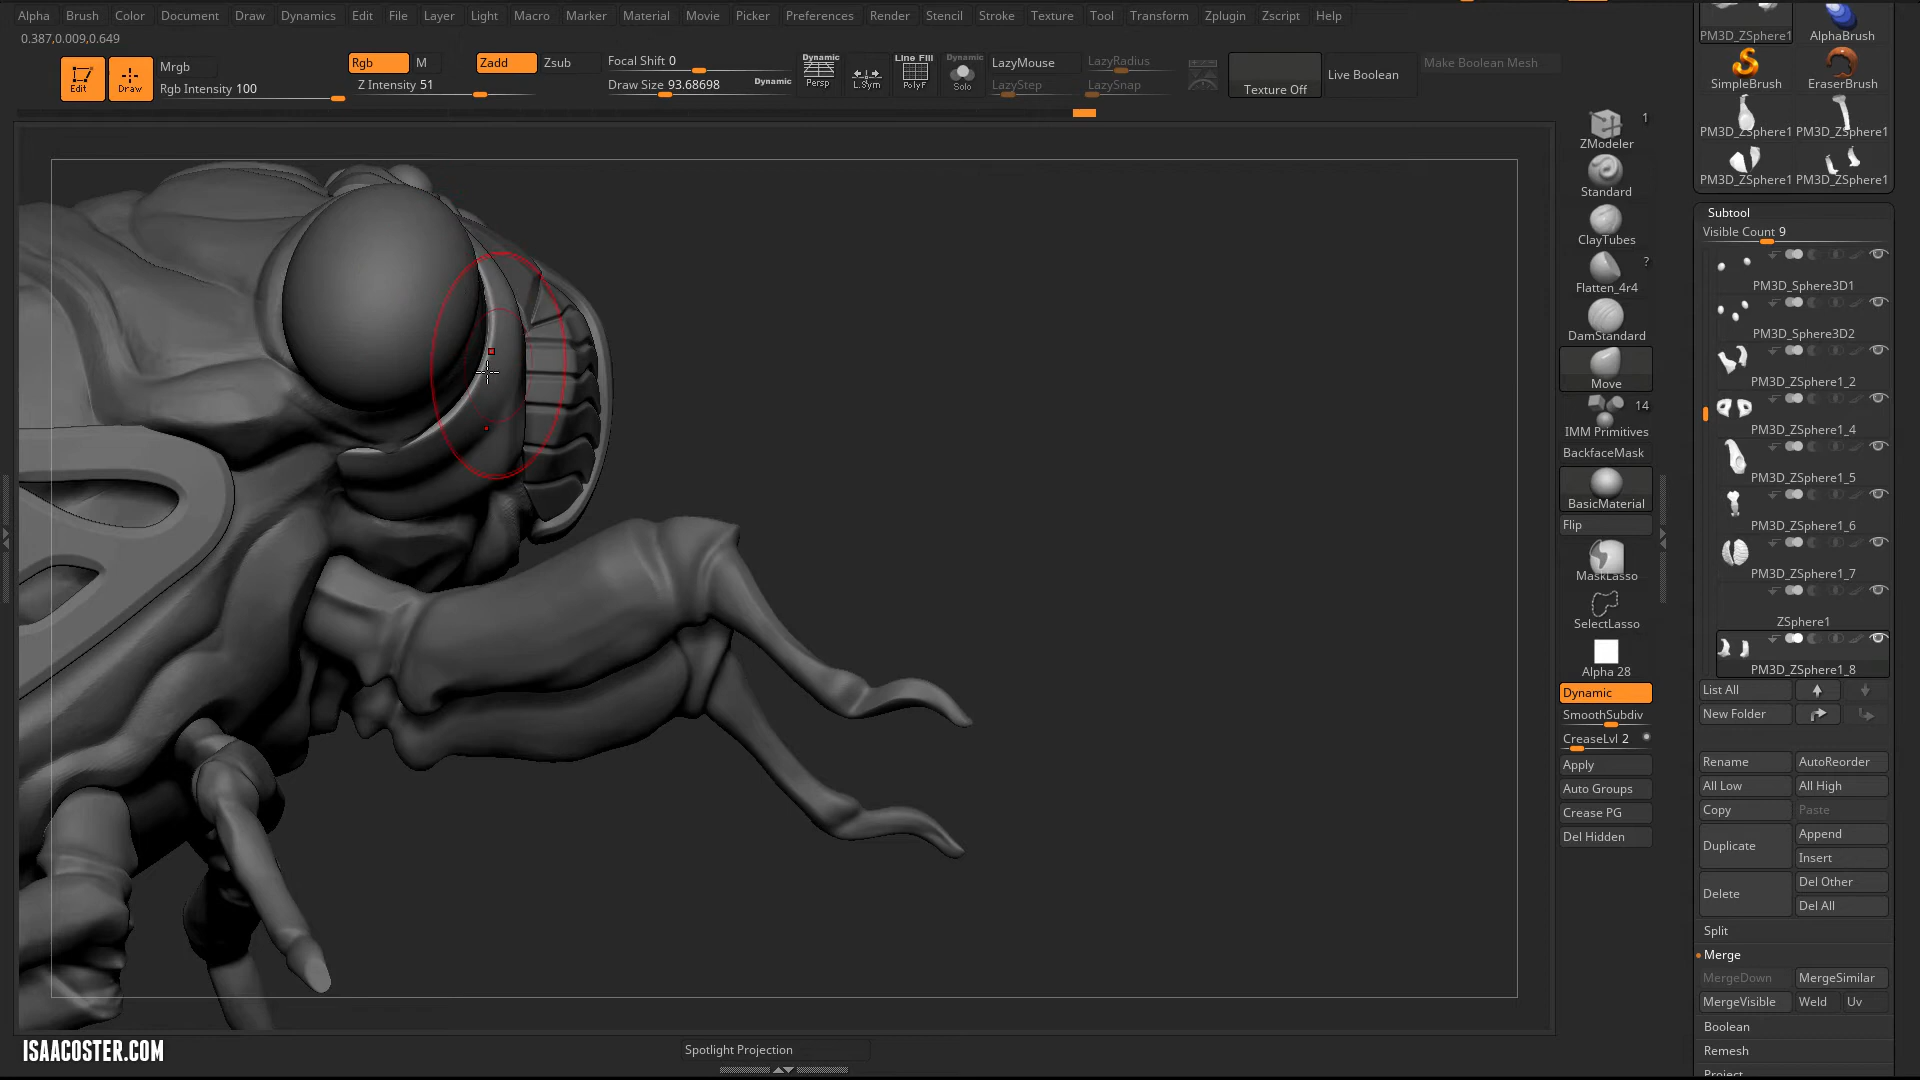 Alpha Brush Color Document Draw Dynamics Edit File Layer Light Macro Marker Material Movie Picker Preferences Render Stencil Stroke Texture Tool Transform Zplugin Zscript Help
0.387,0.009,0.649
Edit
Draw
Mrgb
Rgb Intensity 100
Rgb
M
Zadd
Zsub
Z Intensity 51
Focal Shift 0
Draw Size 93.68698
Dynamic
Dynamic
Persp
L.Sym
Line Fill
PolyF
Dynamic
Solo
LazyMouse
LazyStep
LazyRadius
LazySnap
Texture Off
Live Boolean
Make Boolean Mesh
1
ZModeler
Standard
ClayTubes
?
Flatten_4r4
DamStandard
Move
14
IMM Primitives
BackfaceMask
BasicMaterial
Flip
MaskLasso
SelectLasso
Alpha 28
Dynamic
SmoothSubdiv
CreaseLvl 2
Apply
Auto Groups
Crease PG
Del Hidden
PM3D_ZSphere1
AlphaBrush
SimpleBrush
EraserBrush
PM3D_ZSphere1
PM3D_ZSphere1
PM3D_ZSphere1
PM3D_ZSphere1
Subtool
Visible Count 9
PM3D_Sphere3D1
PM3D_Sphere3D2
PM3D_ZSphere1_2
PM3D_ZSphere1_4
PM3D_ZSphere1_5
PM3D_ZSphere1_6
PM3D_ZSphere1_7
ZSphere1
PM3D_ZSphere1_8
List All
New Folder
Rename
AutoReorder
All Low
All High
Copy
Paste
Duplicate
Append
Insert
Delete
Del Other
Del All
Split
Merge
MergeDown
MergeSimilar
MergeVisible
Weld
Uv
Boolean
Remesh
Project
ISAACOSTER.COM
Spotlight Projection